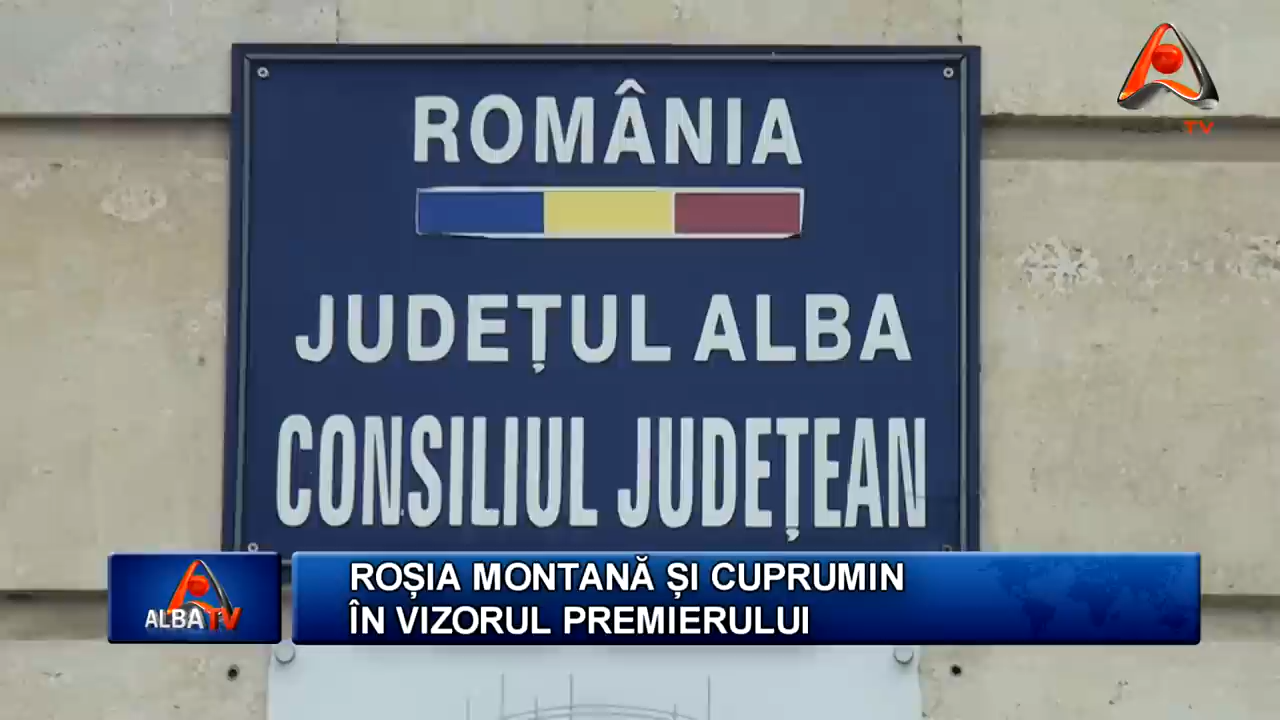 TV
ROMÂNIA
JUDEȚUL ALBA
CONSILIUL JUDEȚEAN
ROȘIA MONTANĂ ȘI CUPRUMIN
ÎN VIZORUL PREMIERULUI
ALBA TV